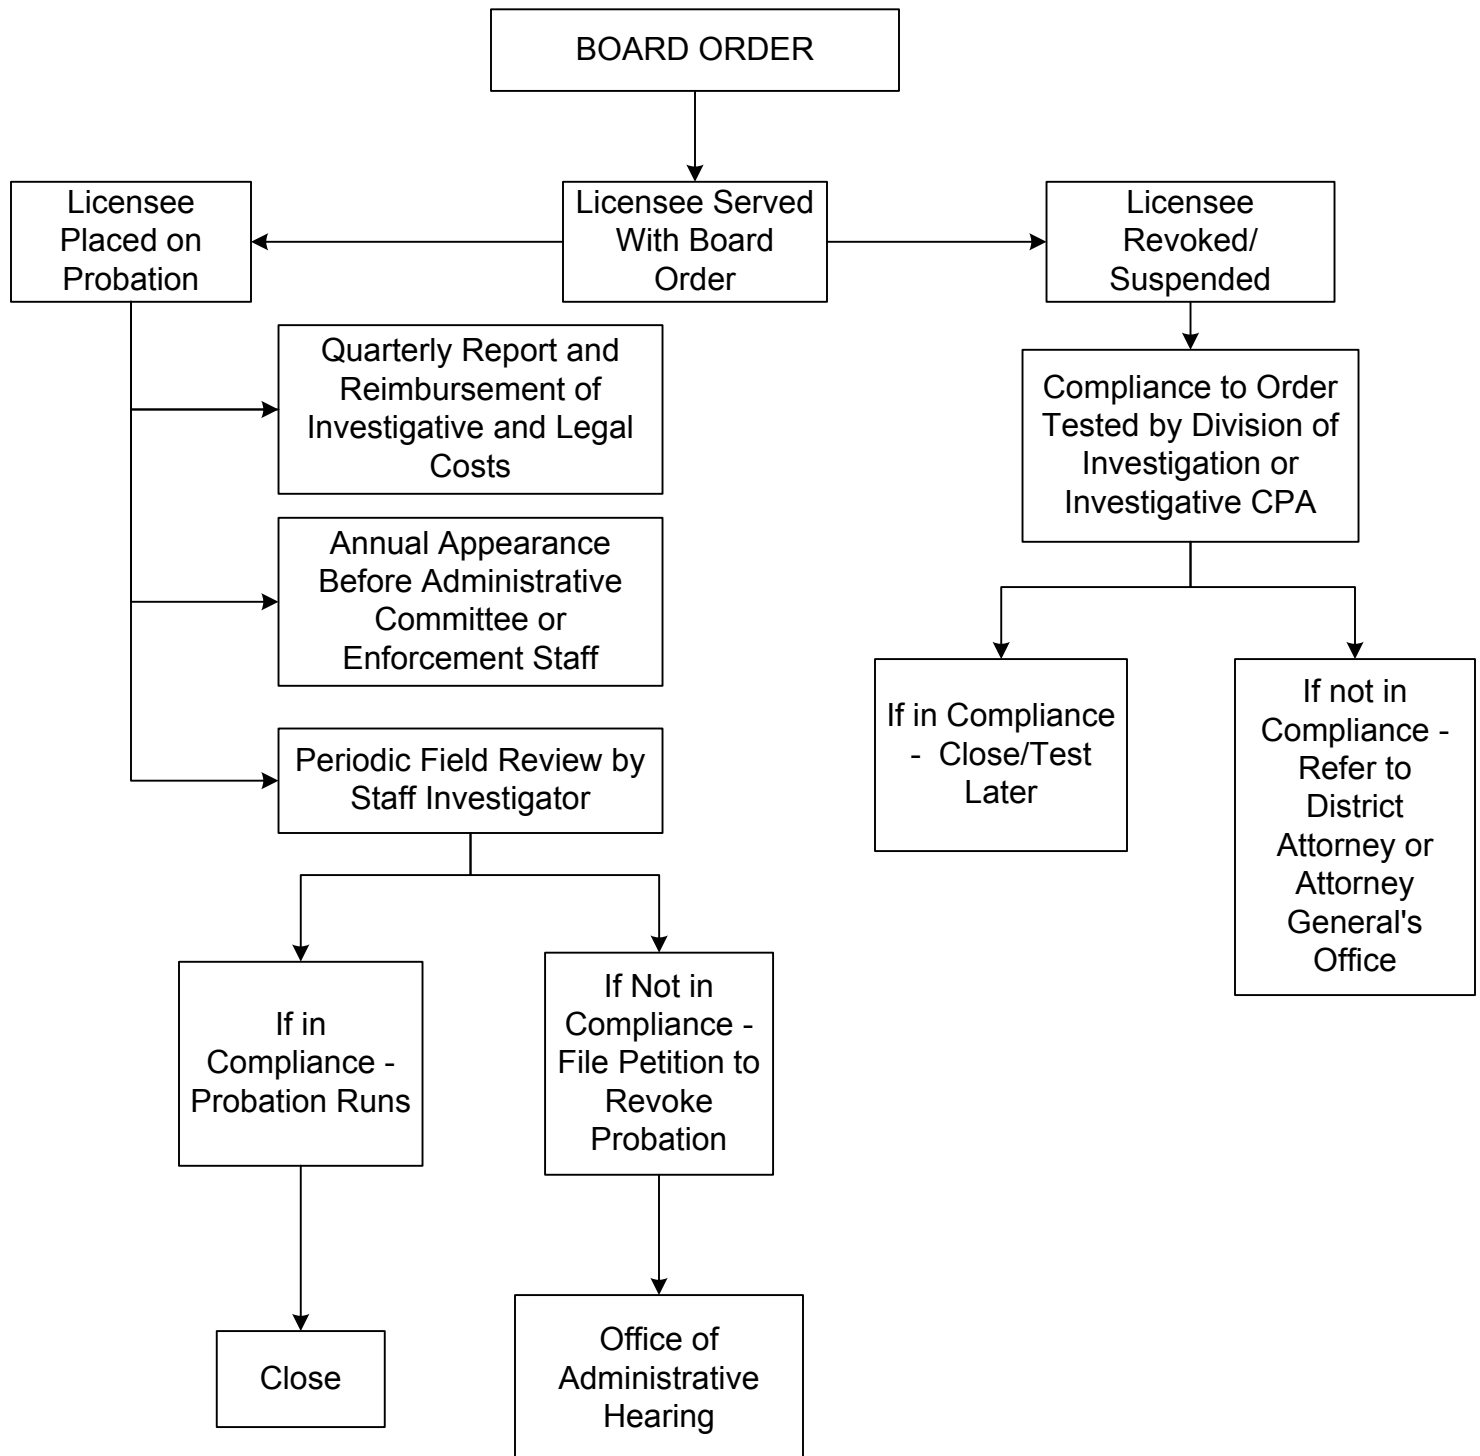 BOARD ORDER
Licensee
Placed on
Probation
Licensee Served
With Board
Order
Licensee
Revoked/
Suspended
Quarterly Report and
Reimbursement of
Investigative and Legal
Costs
Compliance to Order
Tested by Division of
Investigation or
Investigative CPA
Annual Appearance
Before Administrative
Committee or
Enforcement Staff
Periodic Field Review by
Staff Investigator
If in Compliance
- Close/Test
Later
If not in
Compliance -
Refer to
District
Attorney or
Attorney
General's
Office
If in
Compliance -
Probation Runs
If Not in
Compliance -
File Petition to
Revoke
Probation
Close
Office of
Administrative
Hearing